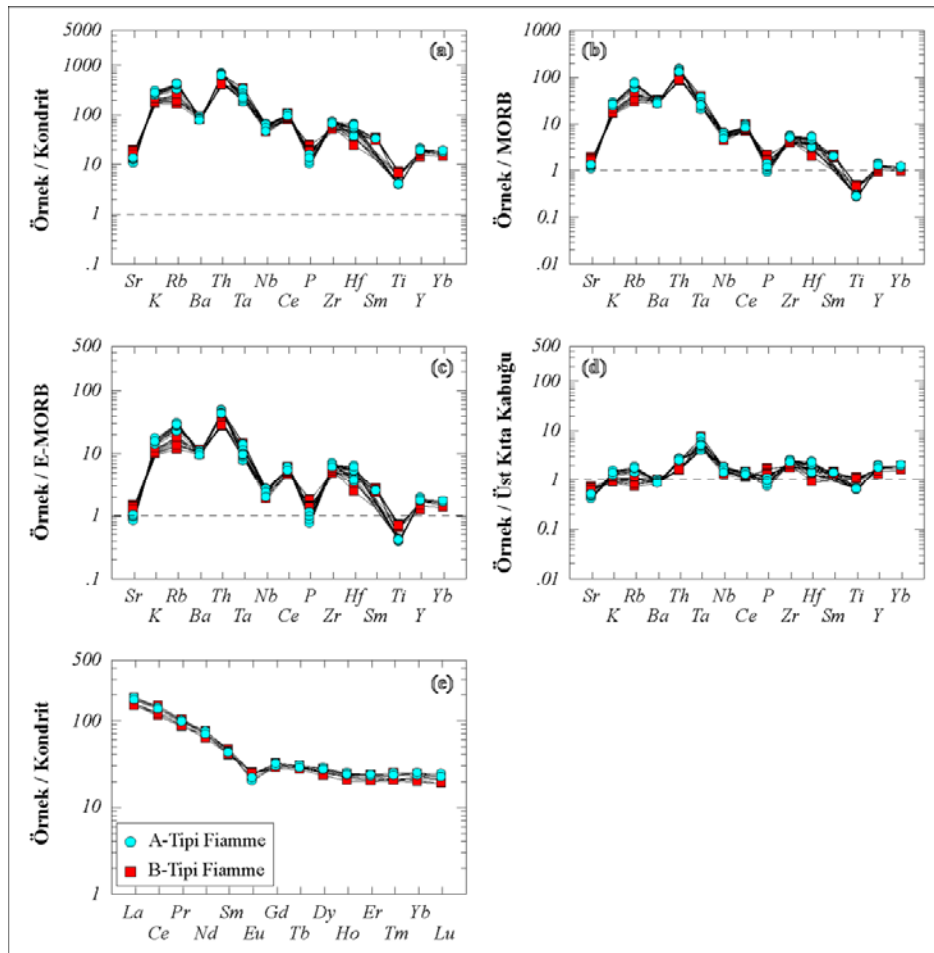 (a)
Örnek / Kondrit
5000
1000
100
10
1
.1
Sr Rb Th Nb P Hf Ti Yb
K Ba Ta Ce Zr Sm Y
(b)
Örnek / MORB
1000
100
10
1
0.1
.01
Sr Rb Th Nb P Hf Ti Yb
K Ba Ta Ce Zr Sm Y
(c)
Örnek / E-MORB
500
100
10
1
.1
Sr Rb Th Nb P Hf Ti Yb
K Ba Ta Ce Zr Sm Y
(d)
Örnek / Üst Kıta Kabuğu
500
100
10
1
0.1
.01
Sr Rb Th Nb P Hf Ti Yb
K Ba Ta Ce Zr Sm Y
(e)
Örnek / Kondrit
500
100
10
1
A-Tipi Fiamme
B-Tipi Fiamme
La Pr Sm Gd Dy Er Yb
Ce Nd Eu Tb Ho Tm Lu